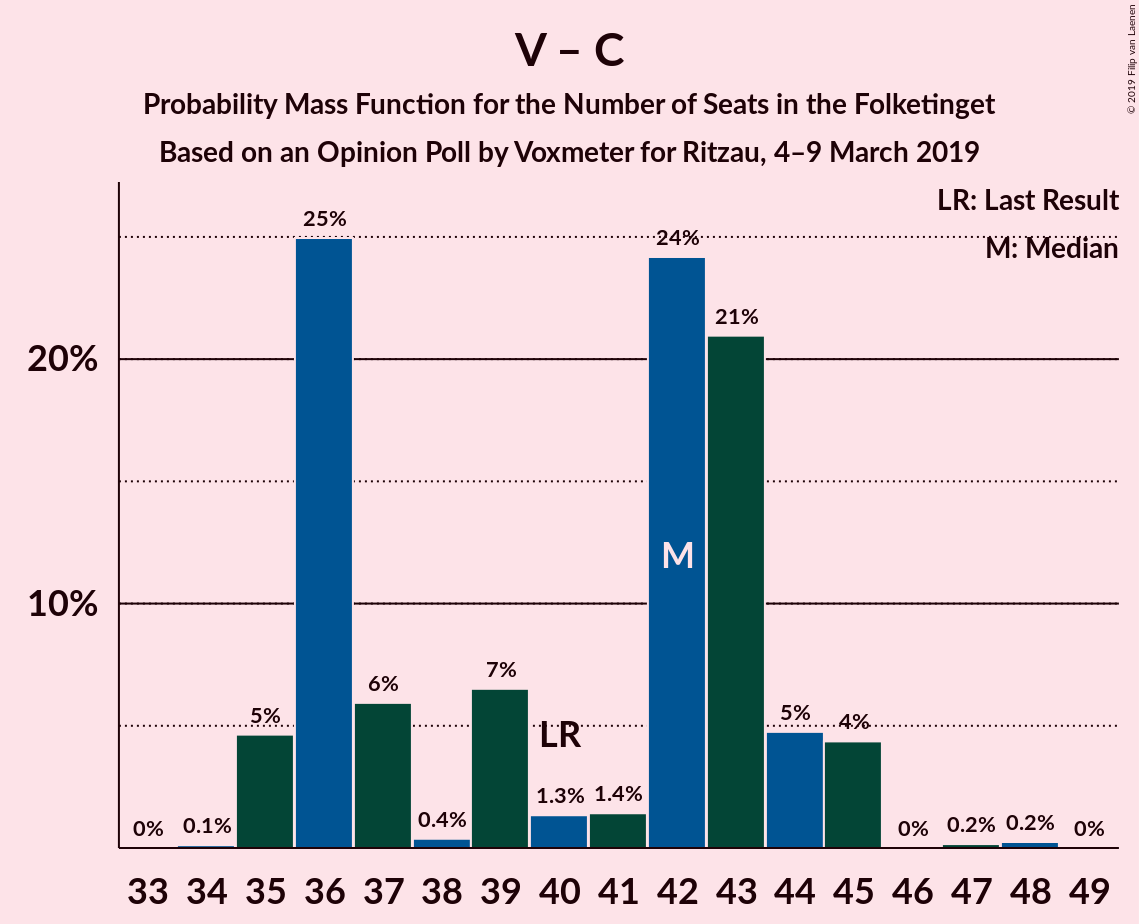 V – C
Probability Mass Function for the Number of Seats in the Folketinget
Based on an Opinion Poll by Voxmeter for Ritzau, 4–9 March 2019
© 2019 Filip van Laenen
LR: Last Result
M: Median
25%
24%
21%
20%
10%
7%
6%
5%
5%
4%
LR
M
1.3%
1.4%
0.4%
0%
0.1%
0%
0.2%
0.2%
0%
33 34 35 36 37 38 39 40 41 42 43 44 45 46 47 48 49